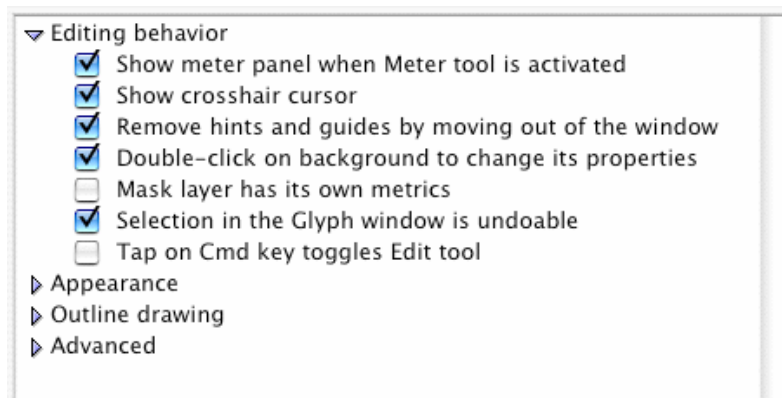 Editing behavior
Show meter panel when Meter tool is activated
Show crosshair cursor
Remove hints and guides by moving out of the window
Double-click on background to change its properties
Mask layer has its own metrics
Selection in the Glyph window is undoable
Tap on Cmd key toggles Edit tool
Appearance
Outline drawing
Advanced